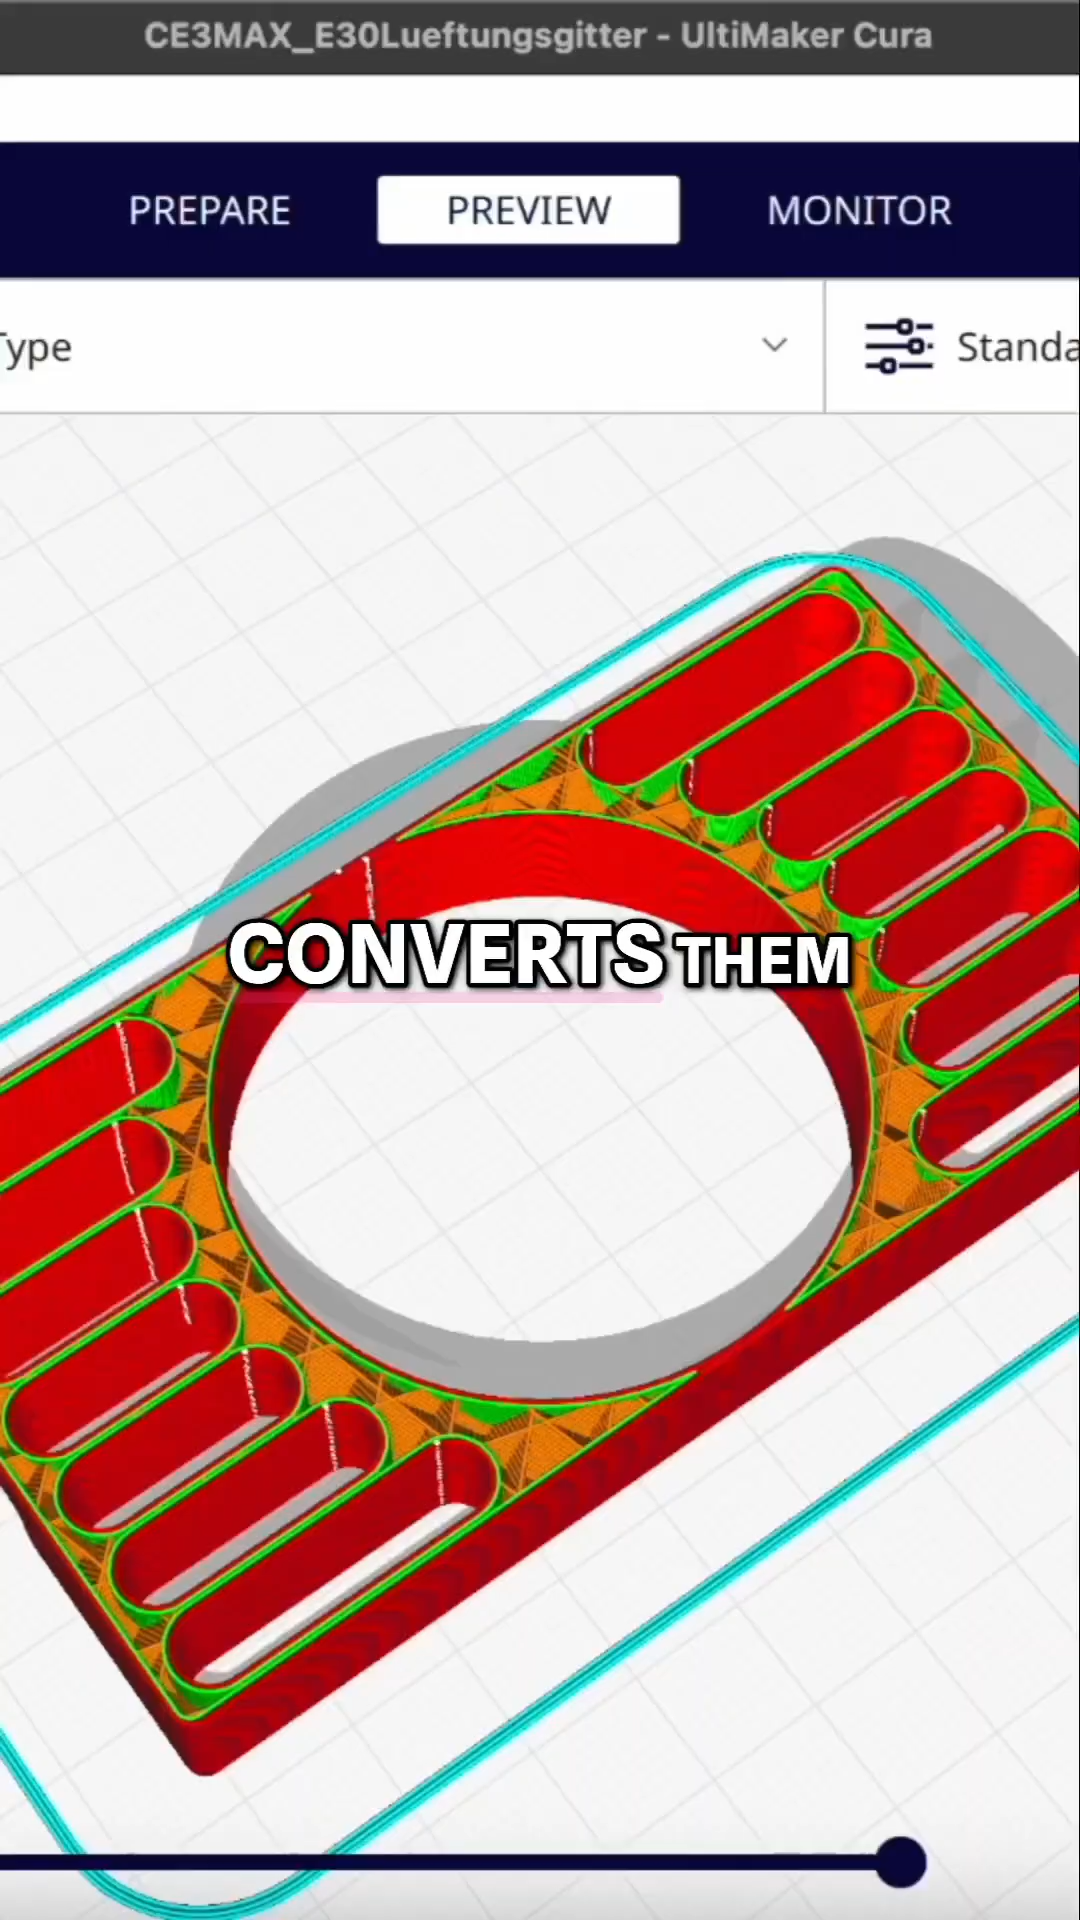 CE3MAX_E30Lueftungsgitter - UltiMaker Cura
PREPARE PREVIEW MONITOR
Type Standa
CONVERTS THEM